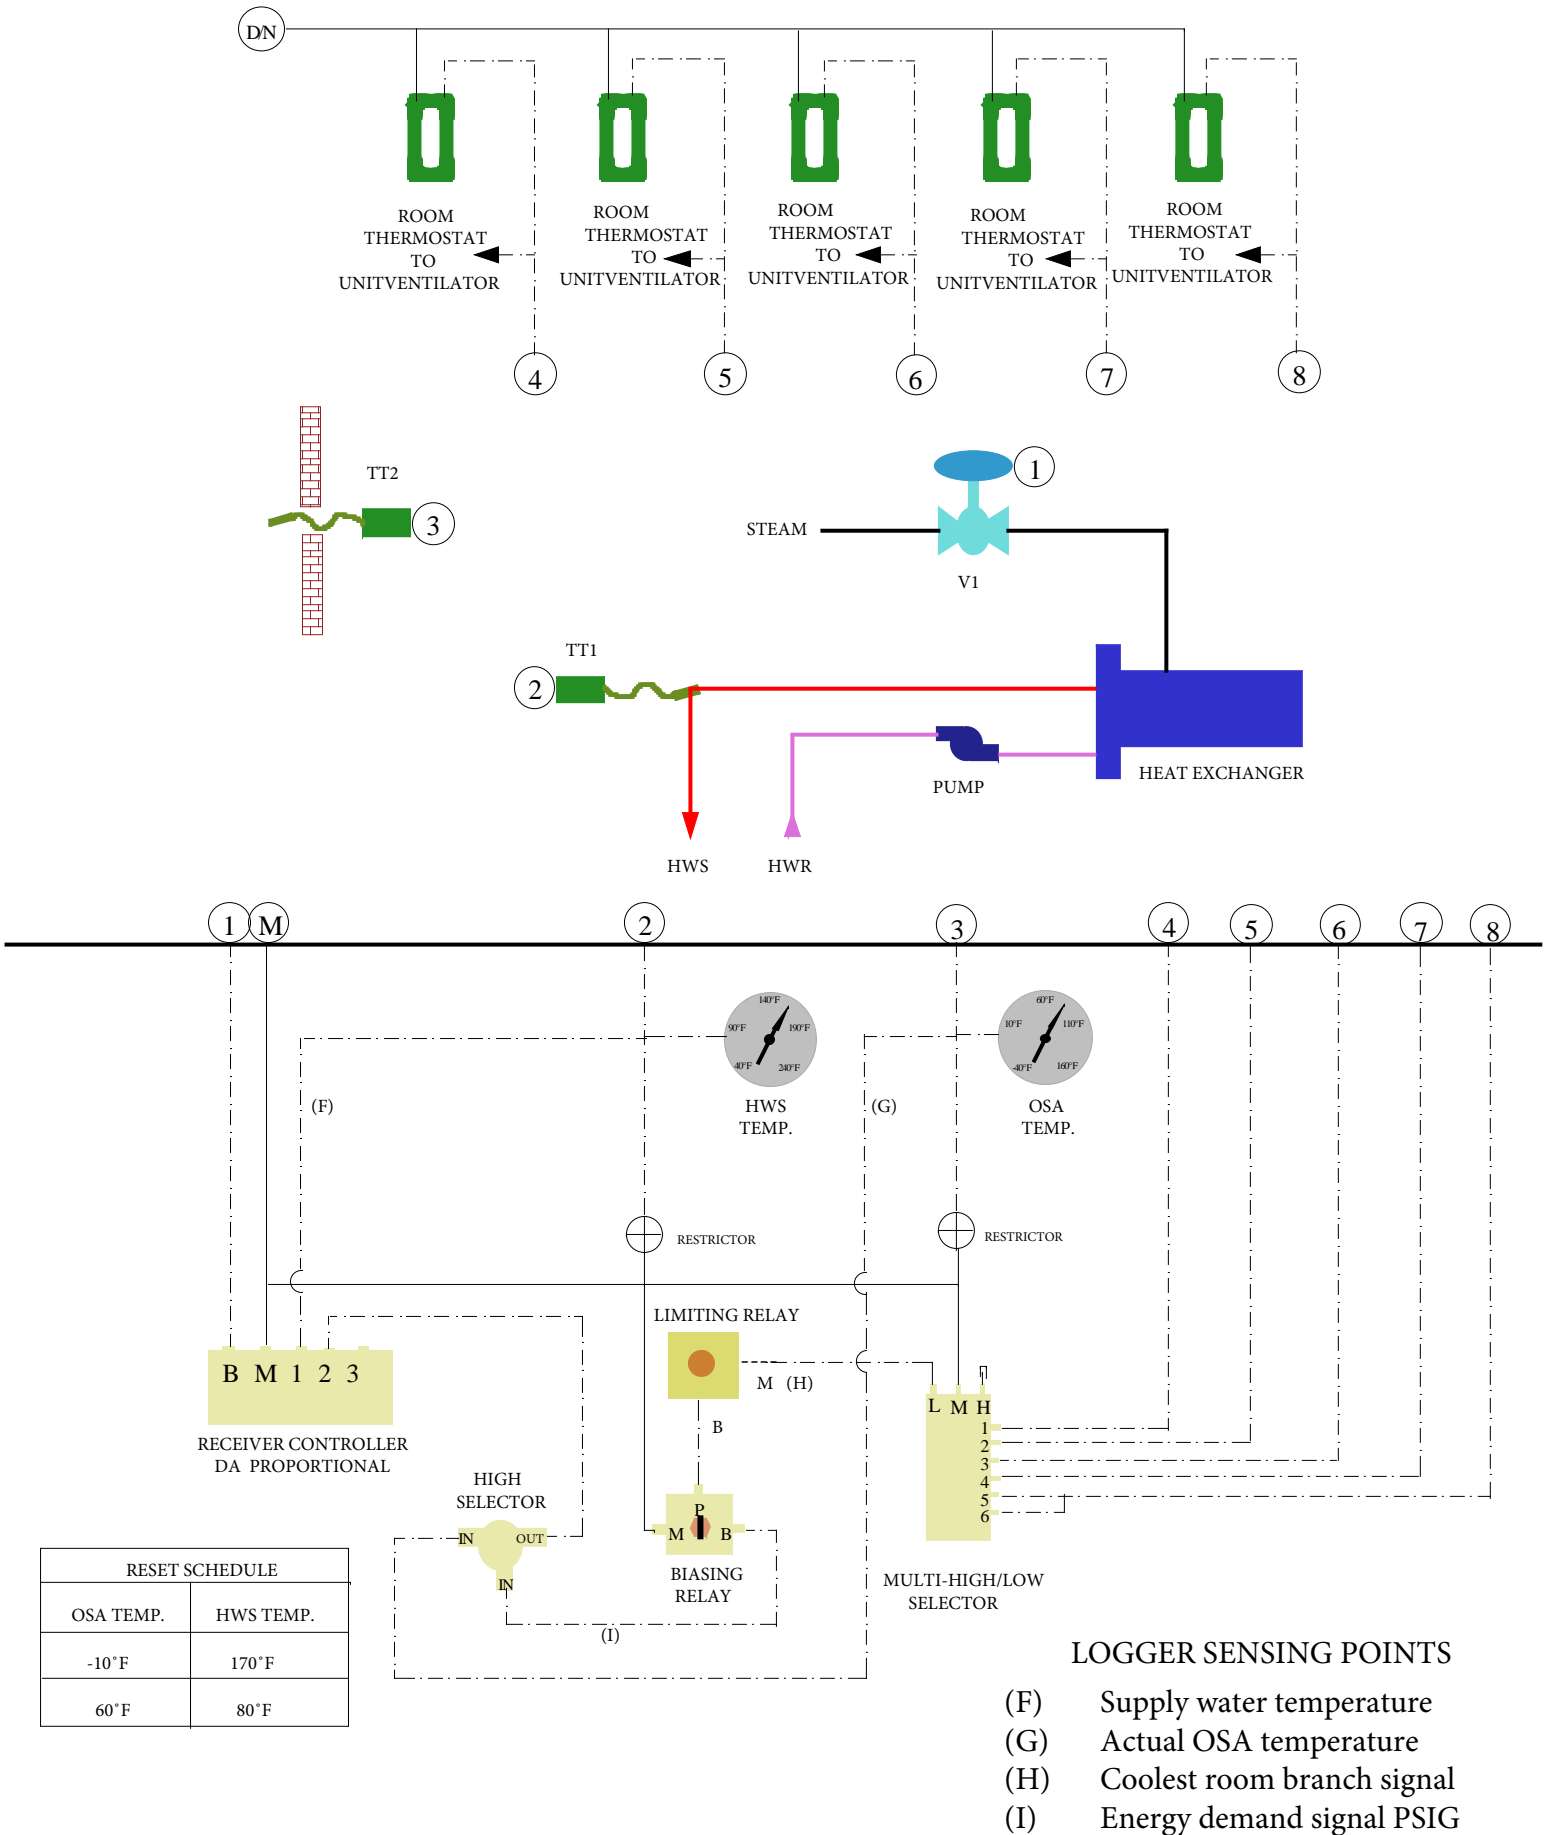 D/N
ROOM
THERMOSTAT
TO
UNITVENTILATOR
ROOM
THERMOSTAT
TO
UNITVENTILATOR
ROOM
THERMOSTAT
TO
UNITVENTILATOR
ROOM
THERMOSTAT
TO
UNITVENTILATOR
ROOM
THERMOSTAT
TO
UNITVENTILATOR
4
5
6
7
8
TT2
3
1
STEAM
V1
TT1
2
PUMP
HEAT EXCHANGER
HWS
HWR
1
M
2
3
4
5
6
7
8
140°F
90°F
190°F
40°F
240°F
HWS
TEMP.
60°F
10°F
110°F
-40°F
160°F
OSA
TEMP.
(F)
(G)
RESTRICTOR
RESTRICTOR
LIMITING RELAY
M (H)
B
B M 1 2 3
RECEIVER CONTROLLER
DA PROPORTIONAL
L M H
1
2
3
4
5
6
MULTI-HIGH/LOW
SELECTOR
HIGH
SELECTOR
IN
OUT
IN
P
M
B
BIASING
RELAY
(I)
RESET SCHEDULE
OSA TEMP. HWS TEMP.
-10°F 170°F
60°F 80°F
LOGGER SENSING POINTS
(F) Supply water temperature
(G) Actual OSA temperature
(H) Coolest room branch signal
(I) Energy demand signal PSIG